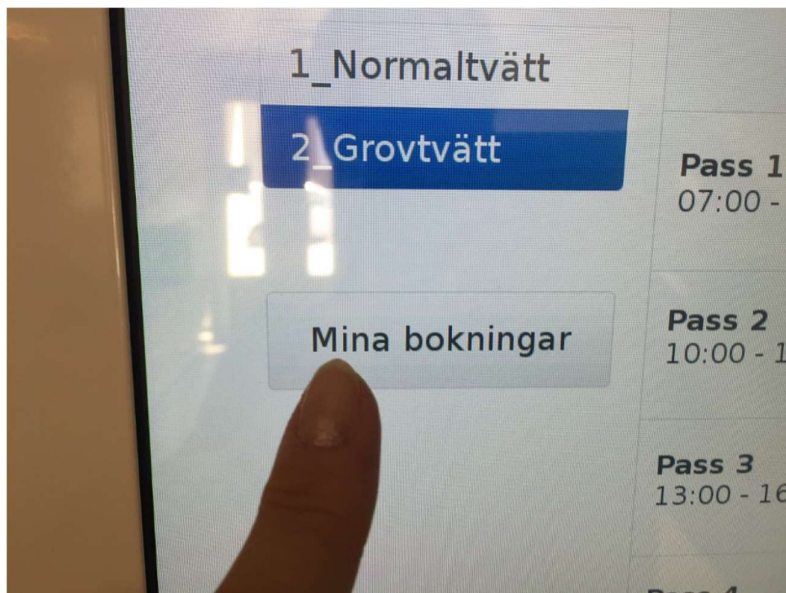 1_Normaltvätt
2_Grovtvätt
Mina bokningar
Pass 1
07:00 -
Pass 2
10:00 - 1
Pass 3
13:00 - 16